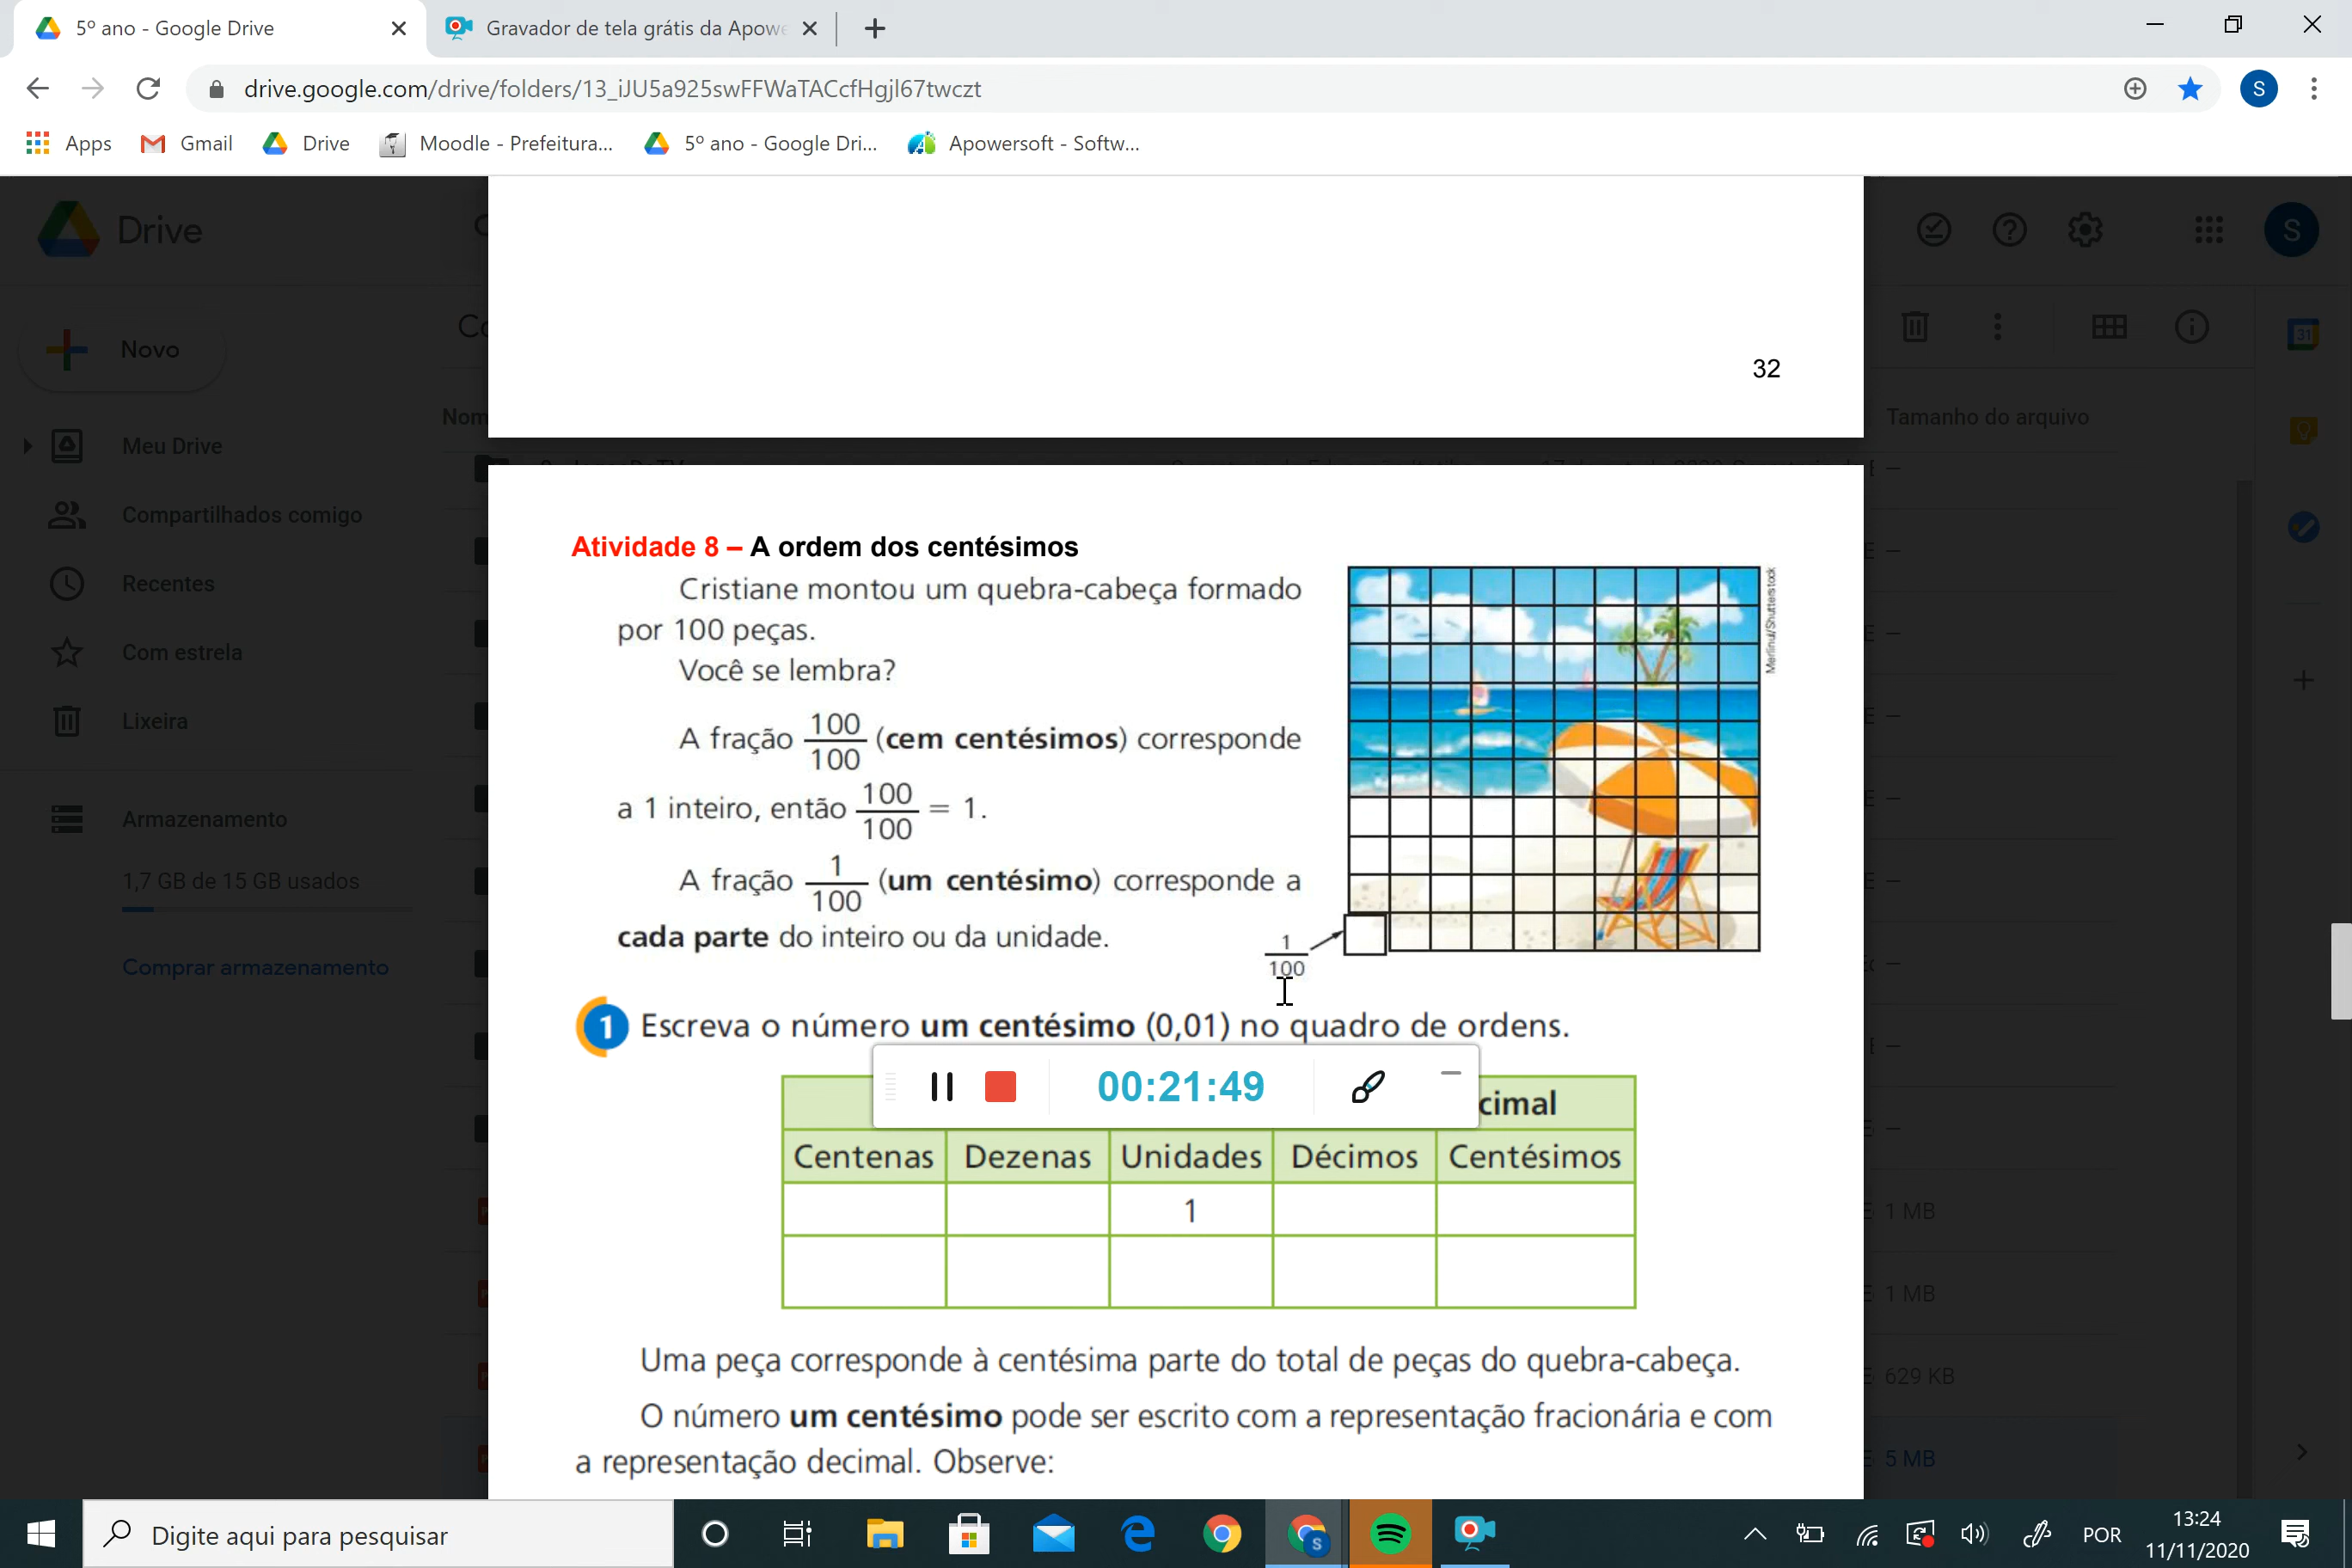 5º ano - Google Drive
Gravador de tela grátis da Apowe
drive.google.com/drive/folders/13_iJU5a925swFFWaTACcfHgjl67twczt
S
Apps
Gmail
Drive
Moodle - Prefeitura...
5º ano - Google Dri...
Apowersoft - Softw...
Drive
S
Novo
32
31
Nom
Tamanho do arquivo
Meu Drive
Compartilhados comigo
Recentes
Com estrela
Lixeira
Armazenamento
1,7 GB de 15 GB usados
Comprar armazenamento
Atividade 8 – A ordem dos centésimos
Cristiane montou um quebra-cabeça formado
por 100 peças.
Você se lembra?
A fração 100/100 (cem centésimos) corresponde
a 1 inteiro, então 100/100 = 1.
A fração 1/100 (um centésimo) corresponde a
cada parte do inteiro ou da unidade.
Merlinul/Shutterstock
1/100
1 Escreva o número um centésimo (0,01) no quadro de ordens.
00:21:49
cimal
Centenas Dezenas Unidades Décimos Centésimos
1
Uma peça corresponde à centésima parte do total de peças do quebra-cabeça.
O número um centésimo pode ser escrito com a representação fracionária e com
a representação decimal. Observe:
1 MB
1 MB
629 KB
5 MB
Digite aqui para pesquisar
S
POR
13:24
11/11/2020